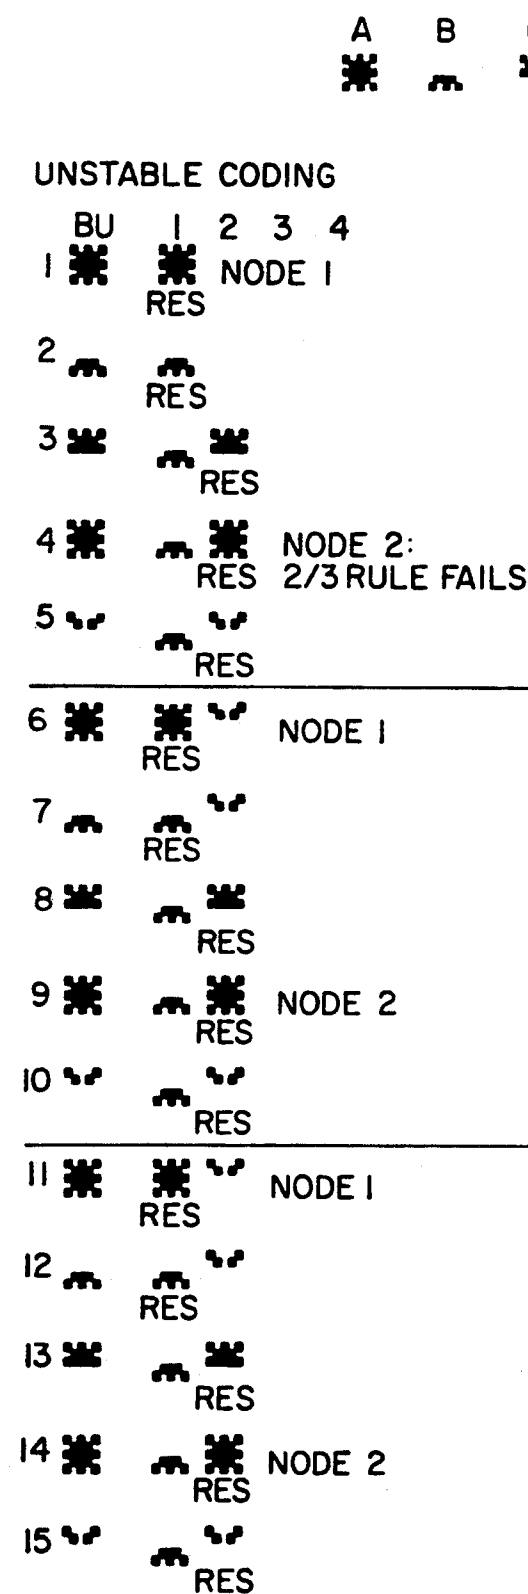 A B
UNSTABLE CODING
BU 1 2 3 4
1 NODE 1
RES
2
RES
3
RES
4 NODE 2:
RES 2/3 RULE FAILS
5
RES
6 NODE 1
RES
7
RES
8
RES
9 NODE 2
RES
10
RES
11 NODE 1
RES
12
RES
13
RES
14 NODE 2
RES
15
RES